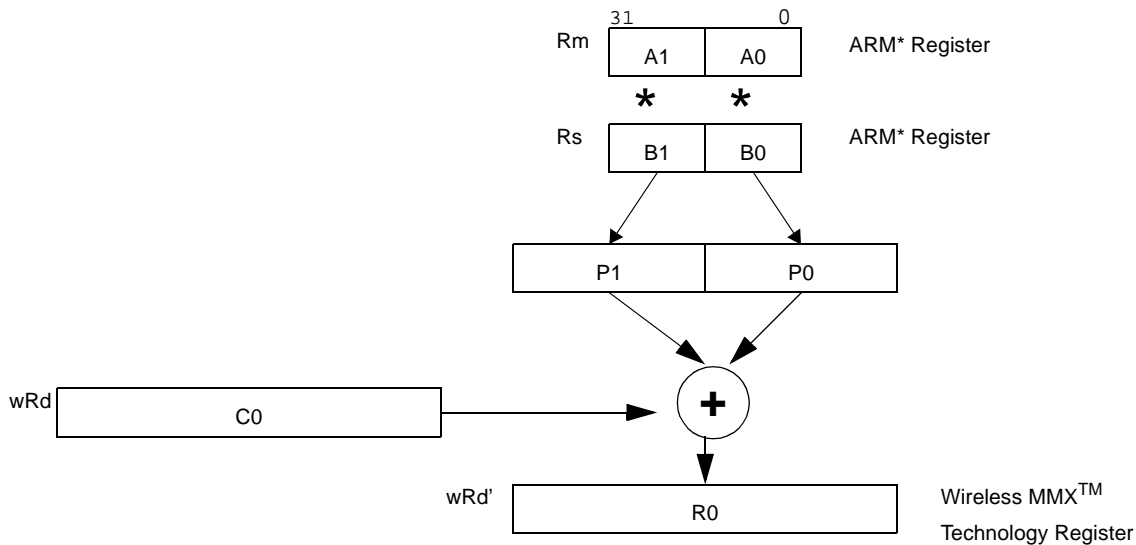 31 0
Rm A1 A0 ARM* Register
* *
Rs B1 B0 ARM* Register
P1 P0
+
wRd C0
wRd' R0 Wireless MMX™
Technology Register